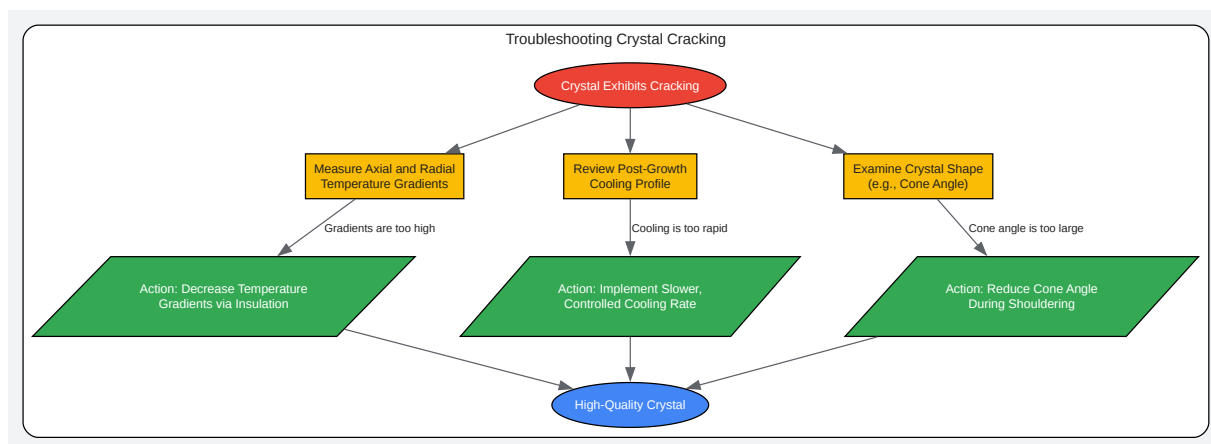 Troubleshooting Crystal Cracking
Crystal Exhibits Cracking
Measure Axial and Radial
Temperature Gradients
Review Post-Growth
Cooling Profile
Examine Crystal Shape
(e.g., Cone Angle)
Gradients are too high
Cooling is too rapid
Cone angle is too large
Action: Decrease Temperature
Gradients via Insulation
Action: Implement Slower,
Controlled Cooling Rate
Action: Reduce Cone Angle
During Shouldering
High-Quality Crystal